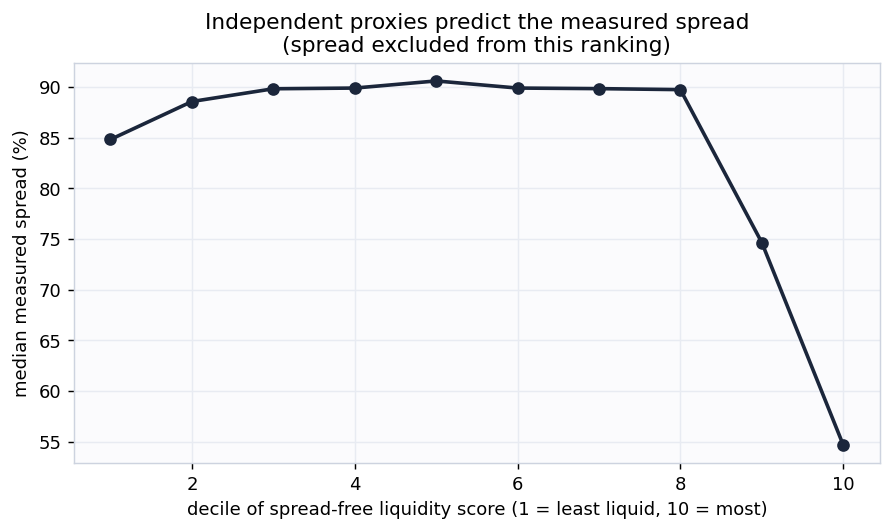 Independent proxies predict the measured spread
(spread excluded from this ranking)
median measured spread (%)
90
85
80
75
70
65
60
55
2 4 6 8 10
decile of spread-free liquidity score (1 = least liquid, 10 = most)